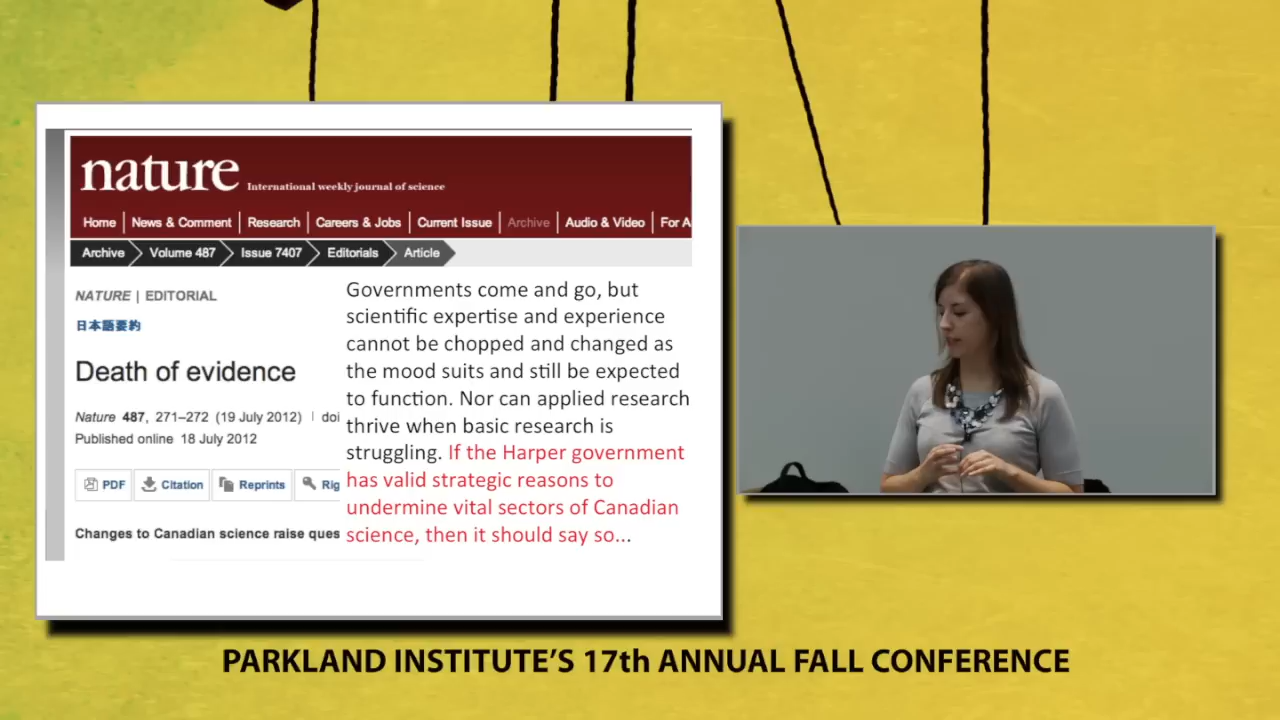 nature International weekly journal of science
Home | News & Comment | Research | Careers & Jobs | Current Issue | Archive | Audio & Video | For A
Archive Volume 487 Issue 7407 Editorials Article
NATURE | EDITORIAL
日本語要約
Death of evidence
Nature 487, 271–272 (19 July 2012) | doi
Published online 18 July 2012
PDF Citation Reprints Rig
Changes to Canadian science raise ques
Governments come and go, but
scientific expertise and experience
cannot be chopped and changed as
the mood suits and still be expected
to function. Nor can applied research
thrive when basic research is
struggling. If the Harper government
has valid strategic reasons to
undermine vital sectors of Canadian
science, then it should say so...
PARKLAND INSTITUTE'S 17th ANNUAL FALL CONFERENCE